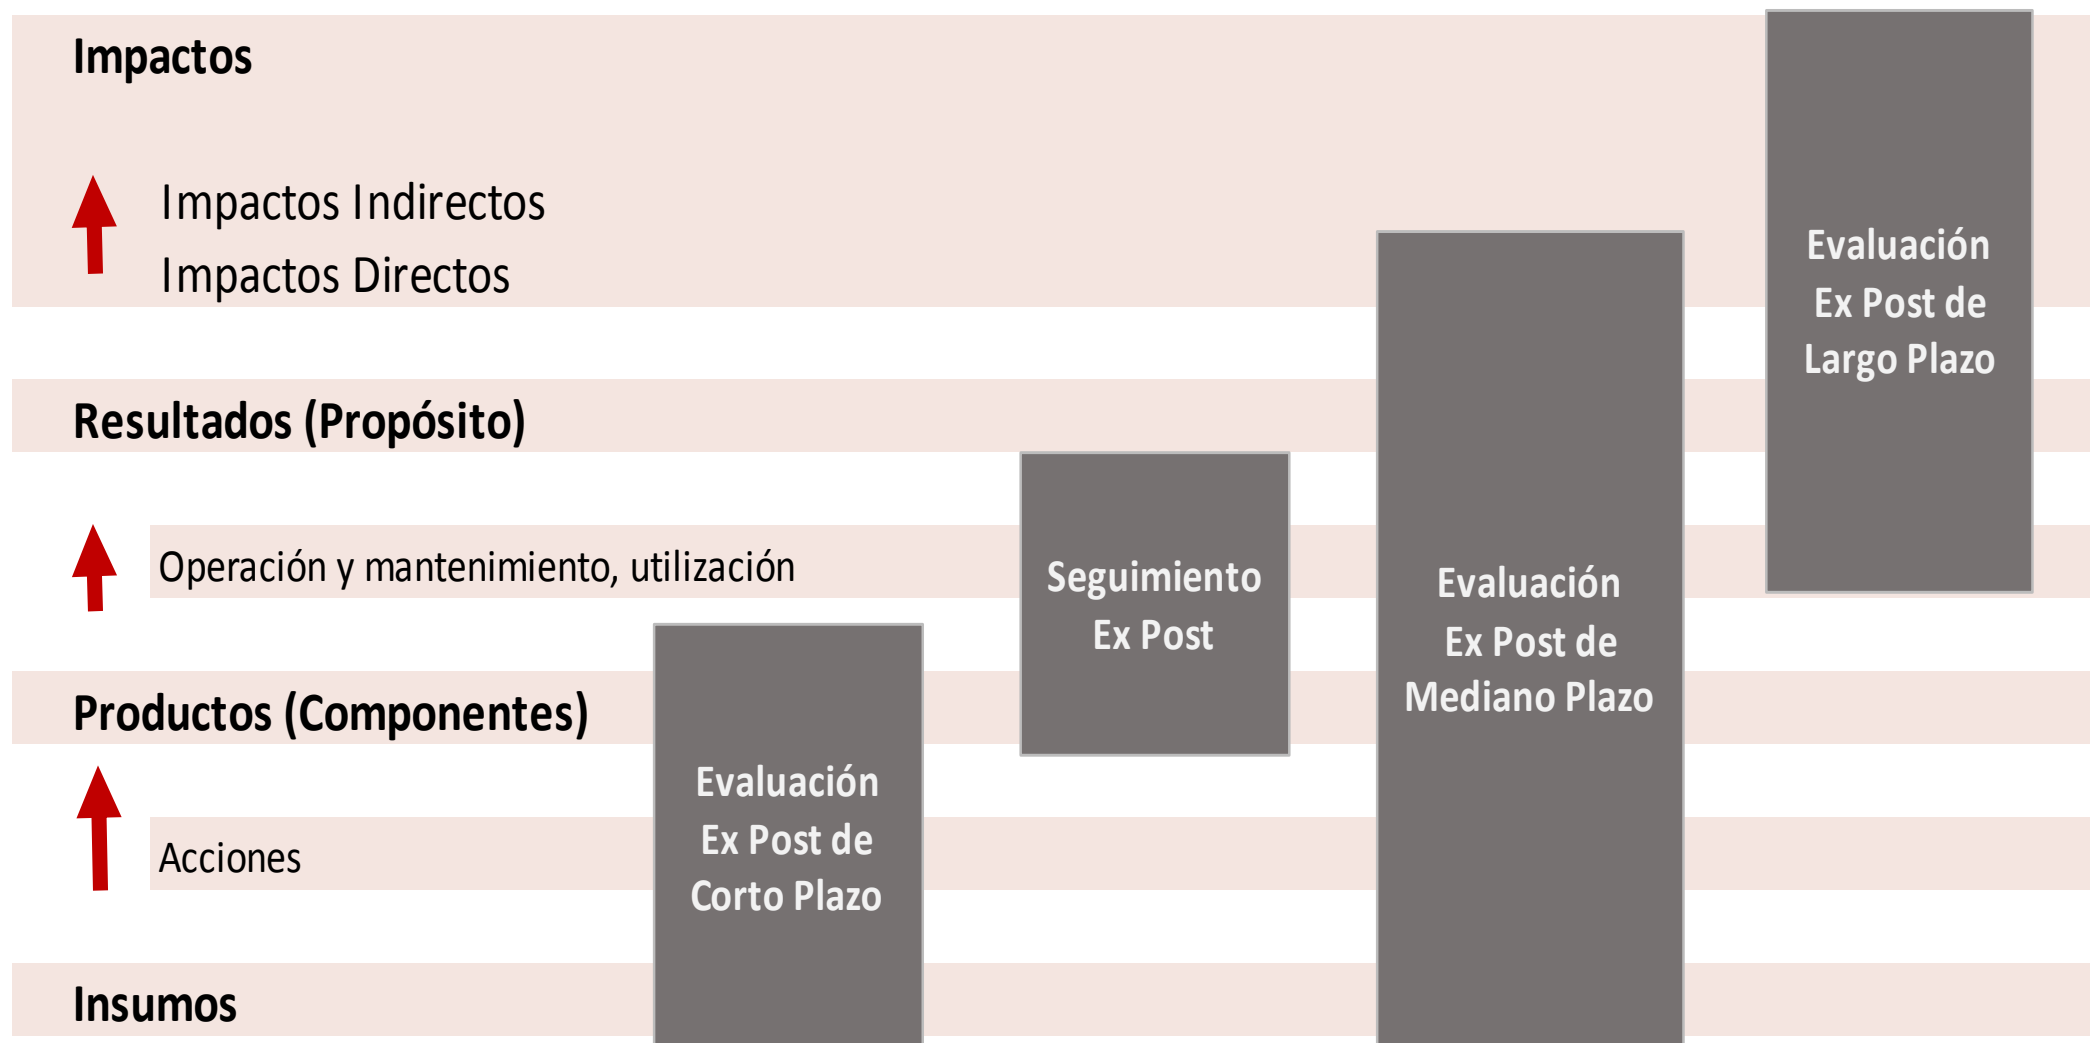 Impactos
Impactos Indirectos
Impactos Directos
Resultados (Propósito)
Operación y mantenimiento, utilización
Productos (Componentes)
Acciones
Insumos
Evaluación
Ex Post de
Corto Plazo
Seguimiento
Ex Post
Evaluación
Ex Post de
Mediano Plazo
Evaluación
Ex Post de
Largo Plazo